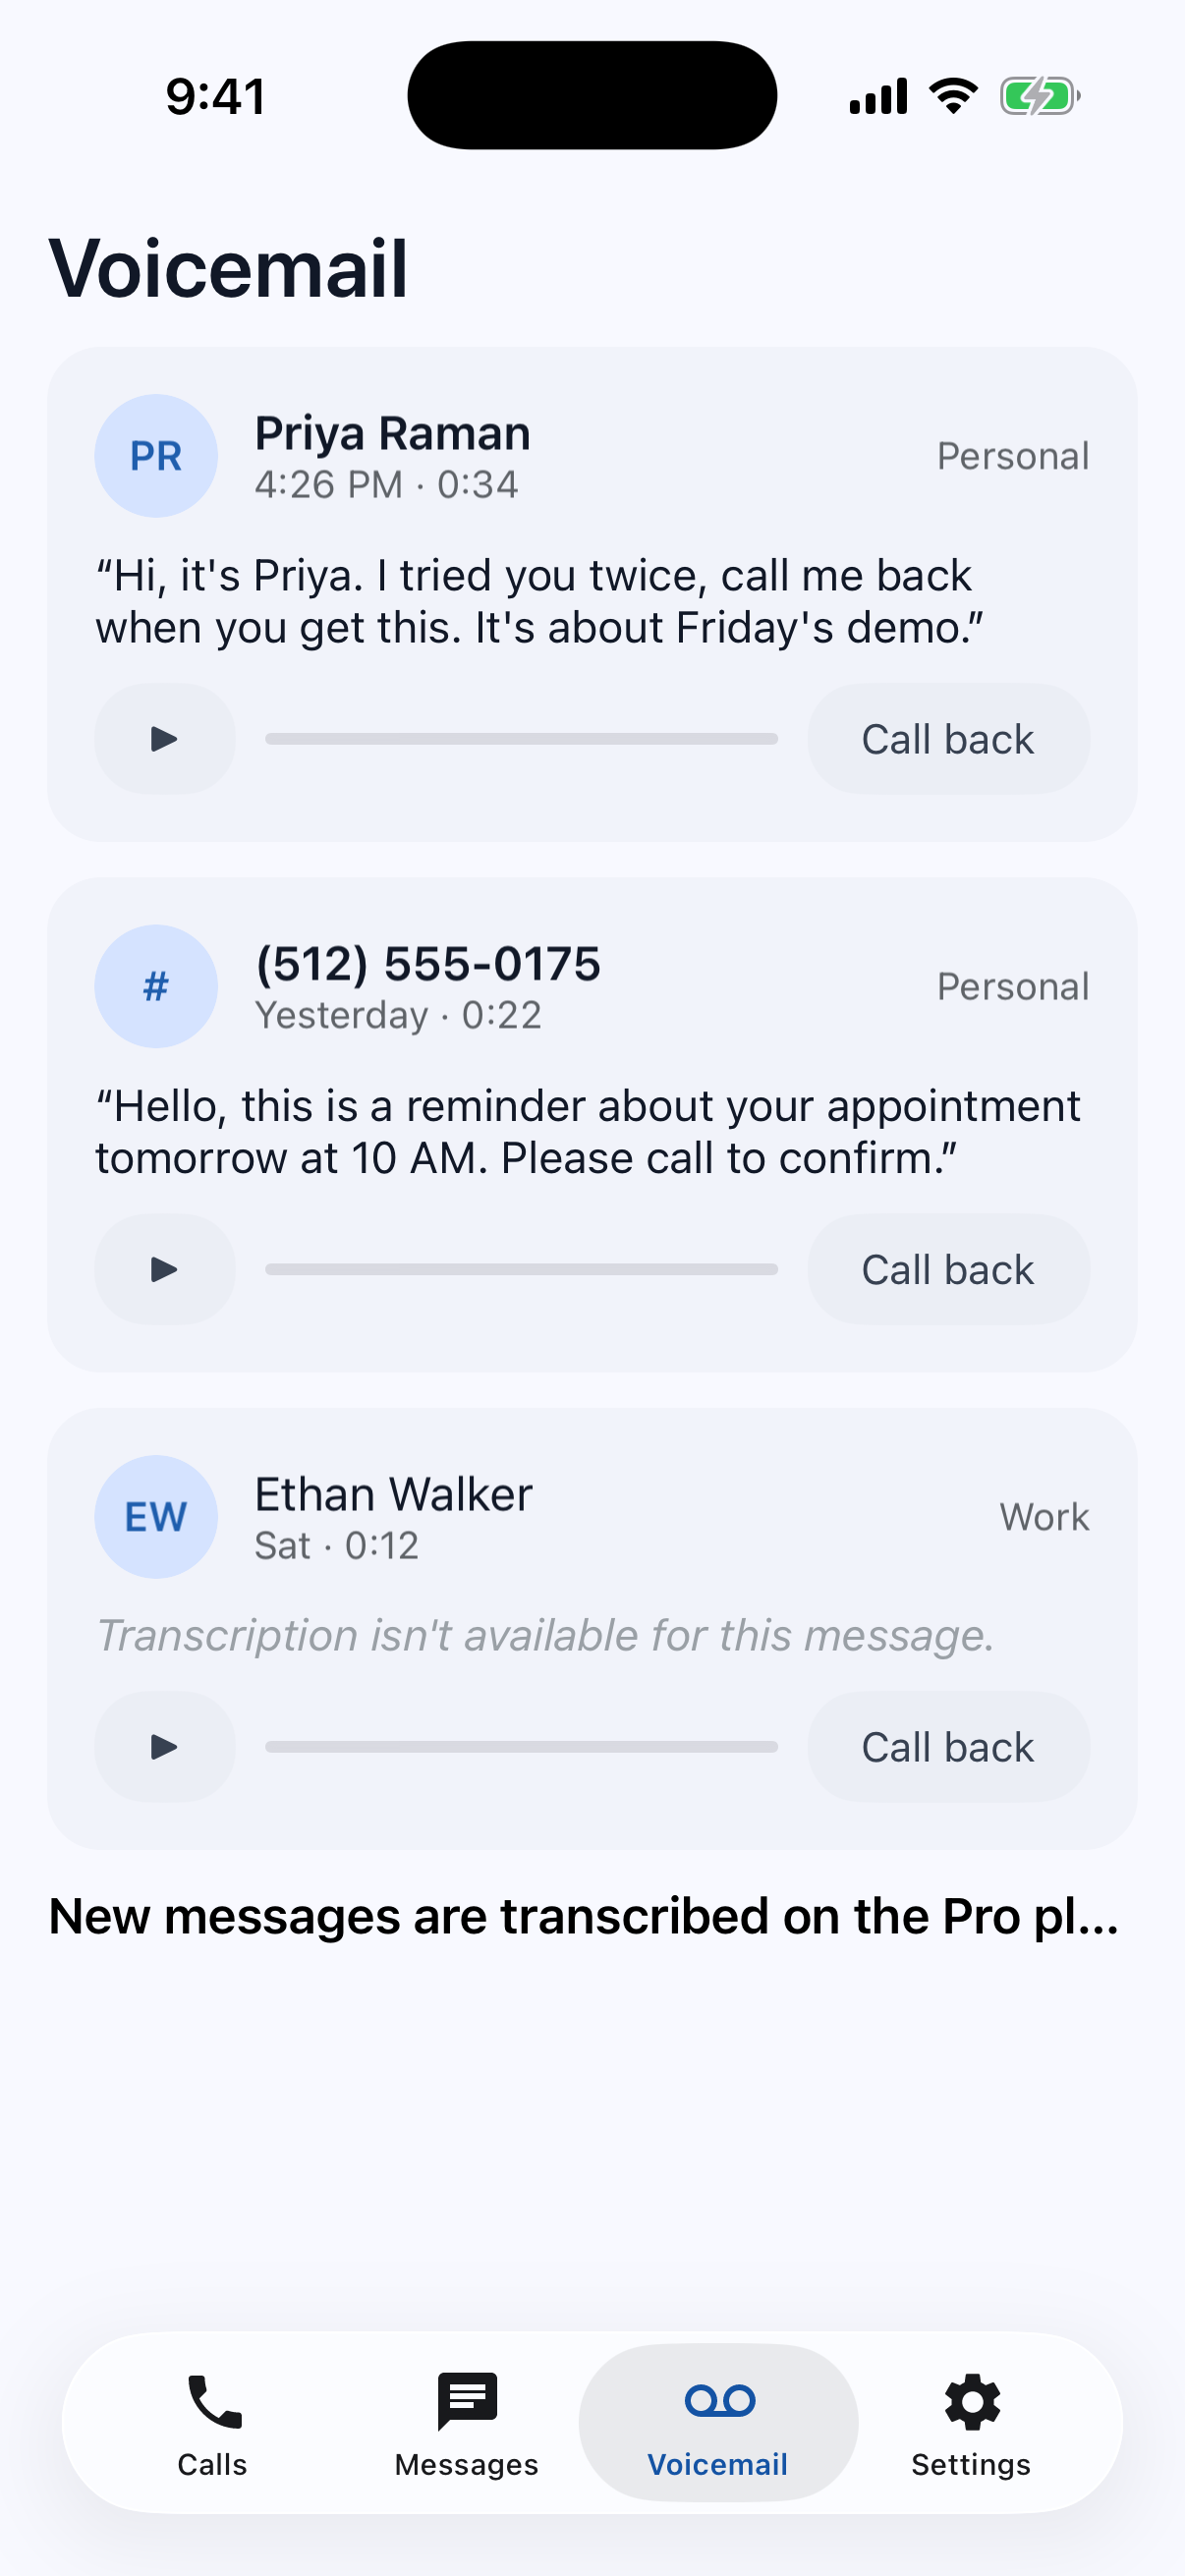 9:41
Voicemail
PR
Priya Raman
4:26 PM · 0:34
Personal
“Hi, it's Priya. I tried you twice, call me back
when you get this. It's about Friday's demo.”
Call back
#
(512) 555-0175
Yesterday · 0:22
Personal
“Hello, this is a reminder about your appointment
tomorrow at 10 AM. Please call to confirm.”
Call back
EW
Ethan Walker
Sat · 0:12
Work
Transcription isn't available for this message.
Call back
New messages are transcribed on the Pro pl...
Calls
Messages
Voicemail
Settings